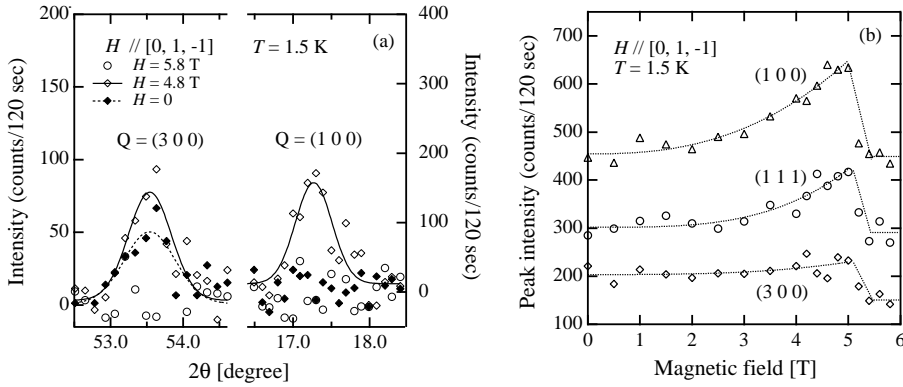 200
150
100
50
0
Intensity (counts/120 sec)
H // [0, 1, -1]
H = 5.8 T
H = 4.8 T
H = 0
Q = (3 0 0)
T = 1.5 K
(a)
Q = (1 0 0)
400
300
200
100
0
Intensity (counts/120 sec)
53.0 54.0 17.0 18.0
2θ [degree]
700
600
500
400
300
200
100
Peak intensity (counts/120 sec)
H // [0, 1, -1]
T = 1.5 K
(b)
(1 0 0)
(1 1 1)
(3 0 0)
0 1 2 3 4 5 6
Magnetic field [T]